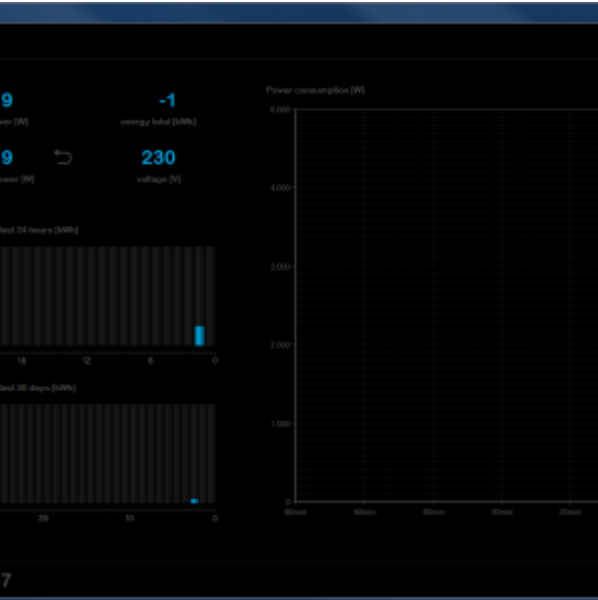 9
-1
energy total [kWh]
9
230
voltage [V]
last 24 hours [kWh]
18 12 6 0
last 30 days [kWh]
20 10 0
7
Power consumption [W]
5.000
4.000
3.000
2.000
1.000
0
60min 50min 40min 30min 20min